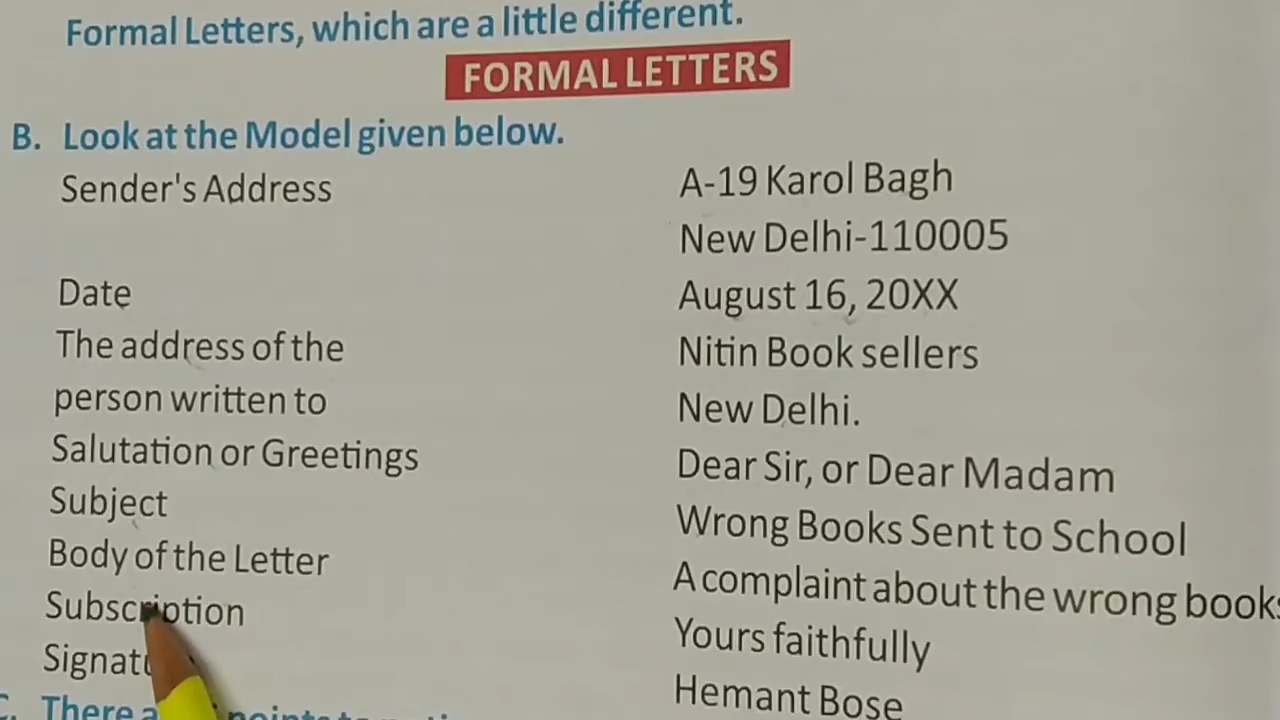 Formal Letters, which are a little different.
FORMAL LETTERS
B. Look at the Model given below.
Sender's Address A-19 Karol Bagh
New Delhi-110005
Date August 16, 20XX
The address of the Nitin Book sellers
person written to New Delhi.
Salutation or Greetings Dear Sir, or Dear Madam
Subject Wrong Books Sent to School
Body of the Letter A complaint about the wrong books
Subscription Yours faithfully
Hemant Bose
There